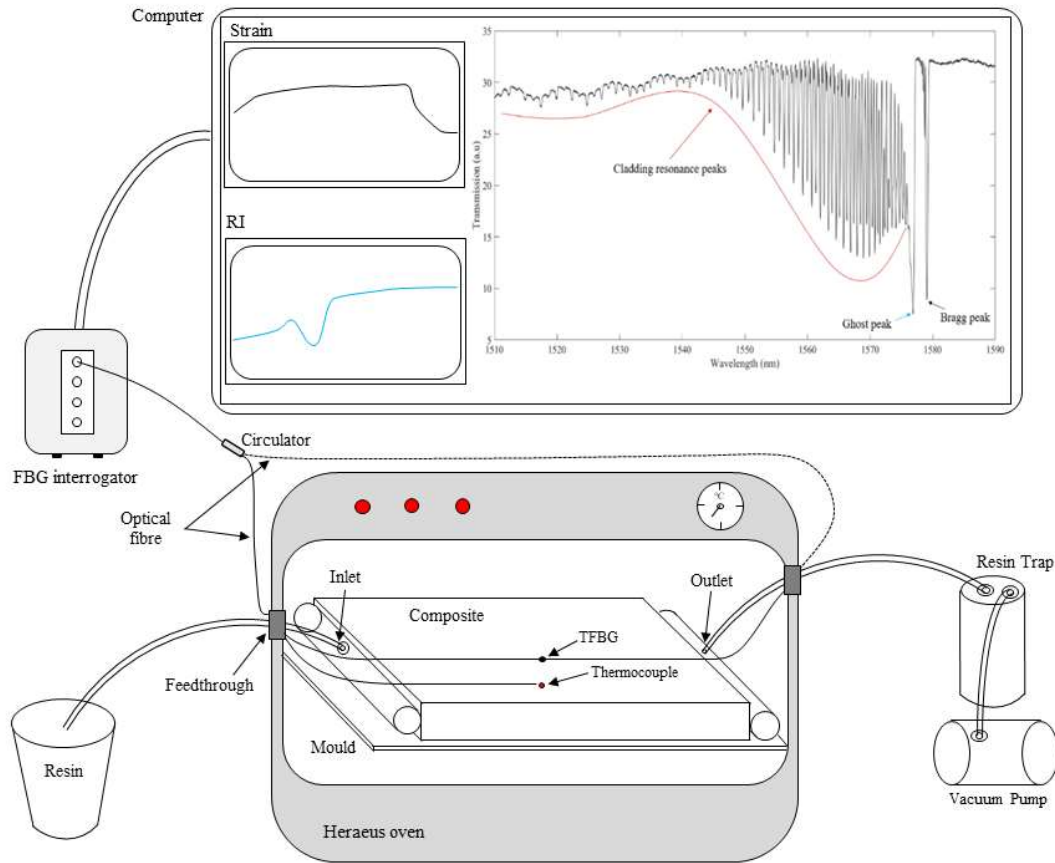 Computer
Strain
RI
35
30
25
20
15
10
5
Transmission (a.u)
1510
1520
1530
1540
1550
1560
1570
1580
1590
Wavelength (nm)
Cladding resonance peaks
Ghost peak
Bragg peak
FBG interrogator
Circulator
Optical
fibre
°C
Inlet
Composite
Outlet
Resin Trap
TFBG
Thermocouple
Feedthrough
Mould
Resin
Vacuum Pump
Heraeus oven